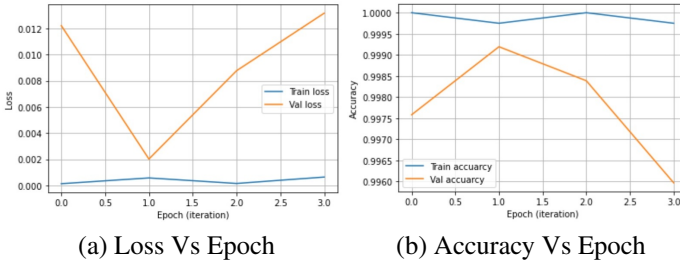 0.012
0.010
0.008
0.006
0.004
0.002
0.000
Loss
Train loss
Val loss
0.0 0.5 1.0 1.5 2.0 2.5 3.0
Epoch (iteration)
(a) Loss Vs Epoch
1.0000
0.9995
0.9990
0.9985
0.9980
0.9975
0.9970
0.9965
0.9960
Accuracy
Train accuarcy
Val accuarcy
0.0 0.5 1.0 1.5 2.0 2.5 3.0
Epoch (iteration)
(b) Accuracy Vs Epoch